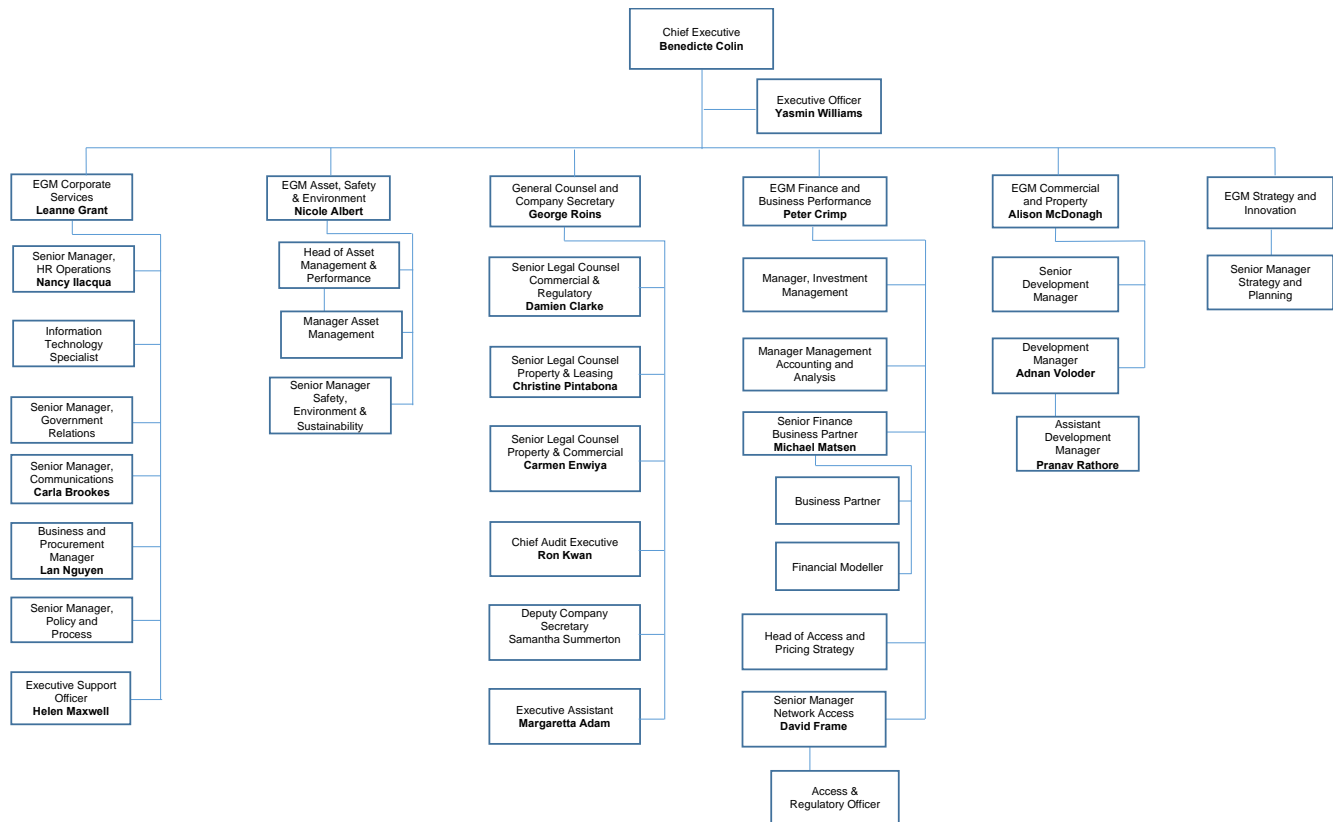 Chief Executive
Benedicte Colin
Executive Officer
Yasmin Williams
EGM Corporate
Services
Leanne Grant
Senior Manager,
HR Operations
Nancy Ilacqua
Information
Technology
Specialist
Senior Manager,
Government
Relations
Senior Manager,
Communications
Carla Brookes
Business and
Procurement
Manager
Lan Nguyen
Senior Manager,
Policy and
Process
Executive Support
Officer
Helen Maxwell
EGM Asset, Safety
& Environment
Nicole Albert
Head of Asset
Management &
Performance
Manager Asset
Management
Senior Manager
Safety,
Environment &
Sustainability
General Counsel and
Company Secretary
George Roins
Senior Legal Counsel
Commercial &
Regulatory
Damien Clarke
Senior Legal Counsel
Property & Leasing
Christine Pintabona
Senior Legal Counsel
Property & Commercial
Carmen Enwiya
Chief Audit Executive
Ron Kwan
Deputy Company
Secretary
Samantha Summerton
Executive Assistant
Margaretta Adam
EGM Finance and
Business Performance
Peter Crimp
Manager, Investment
Management
Manager Management
Accounting and
Analysis
Senior Finance
Business Partner
Michael Matsen
Business Partner
Financial Modeller
Head of Access and
Pricing Strategy
Senior Manager
Network Access
David Frame
Access &
Regulatory Officer
EGM Commercial
and Property
Alison McDonagh
Senior
Development
Manager
Development
Manager
Adnan Voloder
Assistant
Development
Manager
Pranav Rathore
EGM Strategy and
Innovation
Senior Manager
Strategy and
Planning